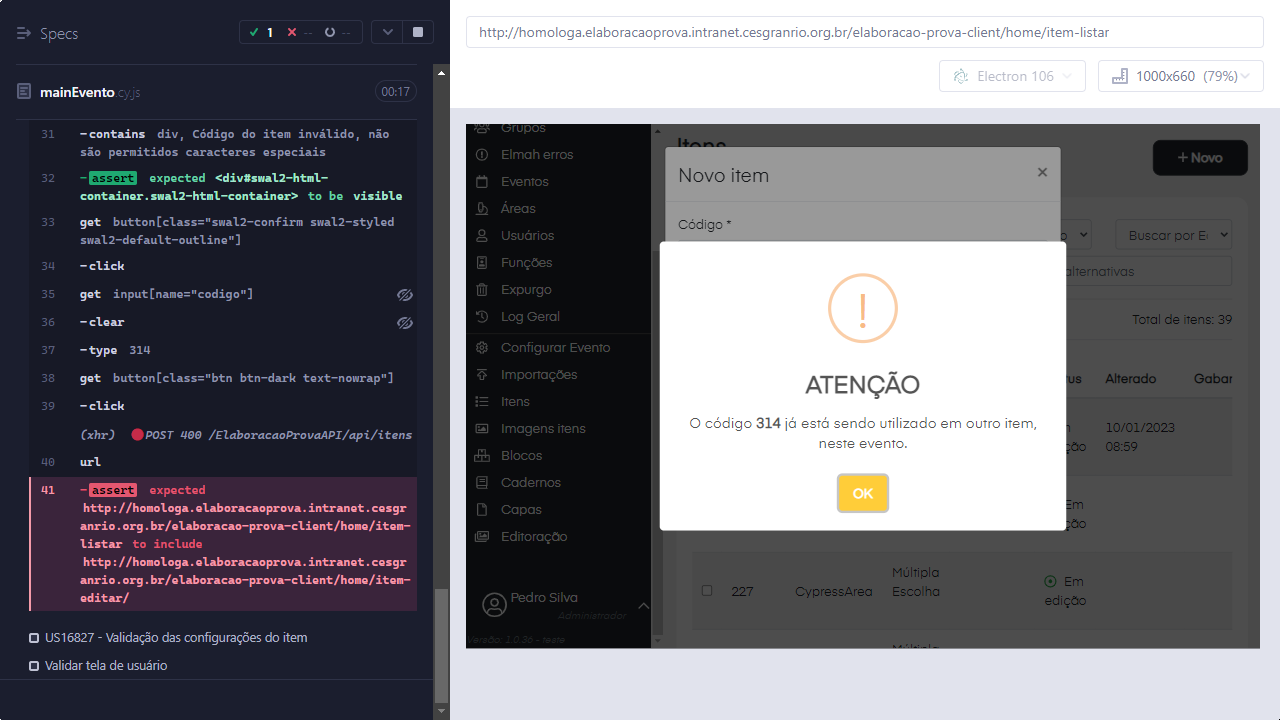 Specs
1
--
--
mainEvento.cy.js
00:17
31 -contains div, Código do item inválido, não
são permitidos caracteres especiais
32 -assert expected <div#swal2-html-
container.swal2-html-container> to be visible
33 get button[class="swal2-confirm swal2-styled
swal2-default-outline"]
34 -click
35 get input[name="codigo"]
36 -clear
37 -type 314
38 get button[class="btn btn-dark text-nowrap"]
39 -click
(xhr) POST 400 /ElaboracaoProvaAPI/api/itens
40 url
41 -assert expected
http://homologa.elaboracaoprova.intranet.cesgr
anrio.org.br/elaboracao-prova-client/home/item-
listar to include
http://homologa.elaboracaoprova.intranet.cesgr
anrio.org.br/elaboracao-prova-client/home/item-
editar/
US16827 - Validação das configurações do item
Validar tela de usuário
http://homologa.elaboracaoprova.intranet.cesgranrio.org.br/elaboracao-prova-client/home/item-listar
Electron 106
1000x660 (79%)
Grupos
Elmah erros
Eventos
Áreas
Usuários
Funções
Expurgo
Log Geral
Configurar Evento
Importações
Itens
Imagens itens
Blocos
Cadernos
Capas
Editoração
Pedro Silva
Administrador
Versão: 1.0.36 - teste
Itens
+ Novo
Novo item
×
Código *
Buscar por E
alternativas
Total de itens: 39
tus
Alterado
Gabar
10/01/2023
08:59
ção
Em
ção
ATENÇÃO
O código 314 já está sendo utilizado em outro item,
neste evento.
OK
227
CypressArea
Múltipla
Escolha
Em
edição
Múltipla